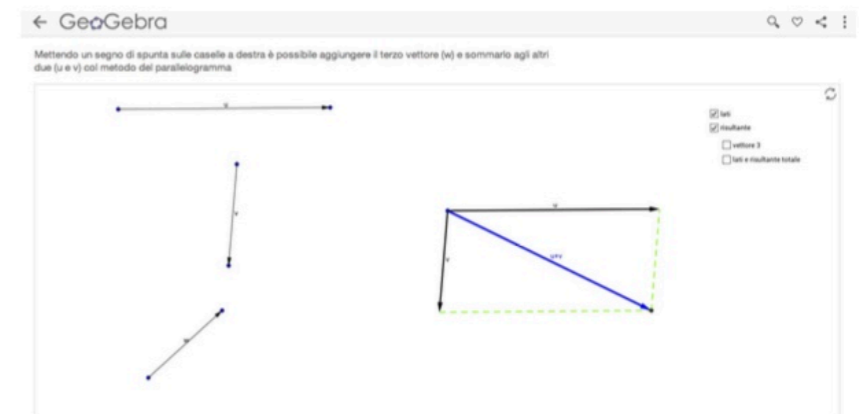 GeoGebra
Mettendo un segno di spunta sulle caselle a destra è possibile aggiungere il terzo vettore (w) e sommarlo agli altri
due (u e v) col metodo del parallelogramma
u
lati
risultante
vettore 3
lati e risultante totale
v
u
u+v
v
w